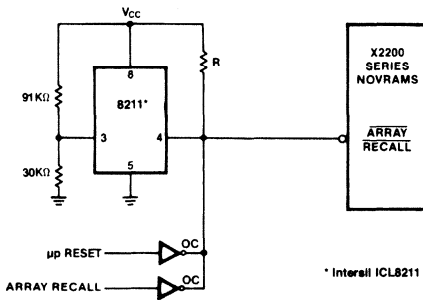 VCC
R
8
8211*
91KΩ
3
4
30KΩ
5
X2200
SERIES
NOVRAMS
ARRAY
RECALL
μp RESET
OC
ARRAY RECALL
OC
* Intersil ICL8211